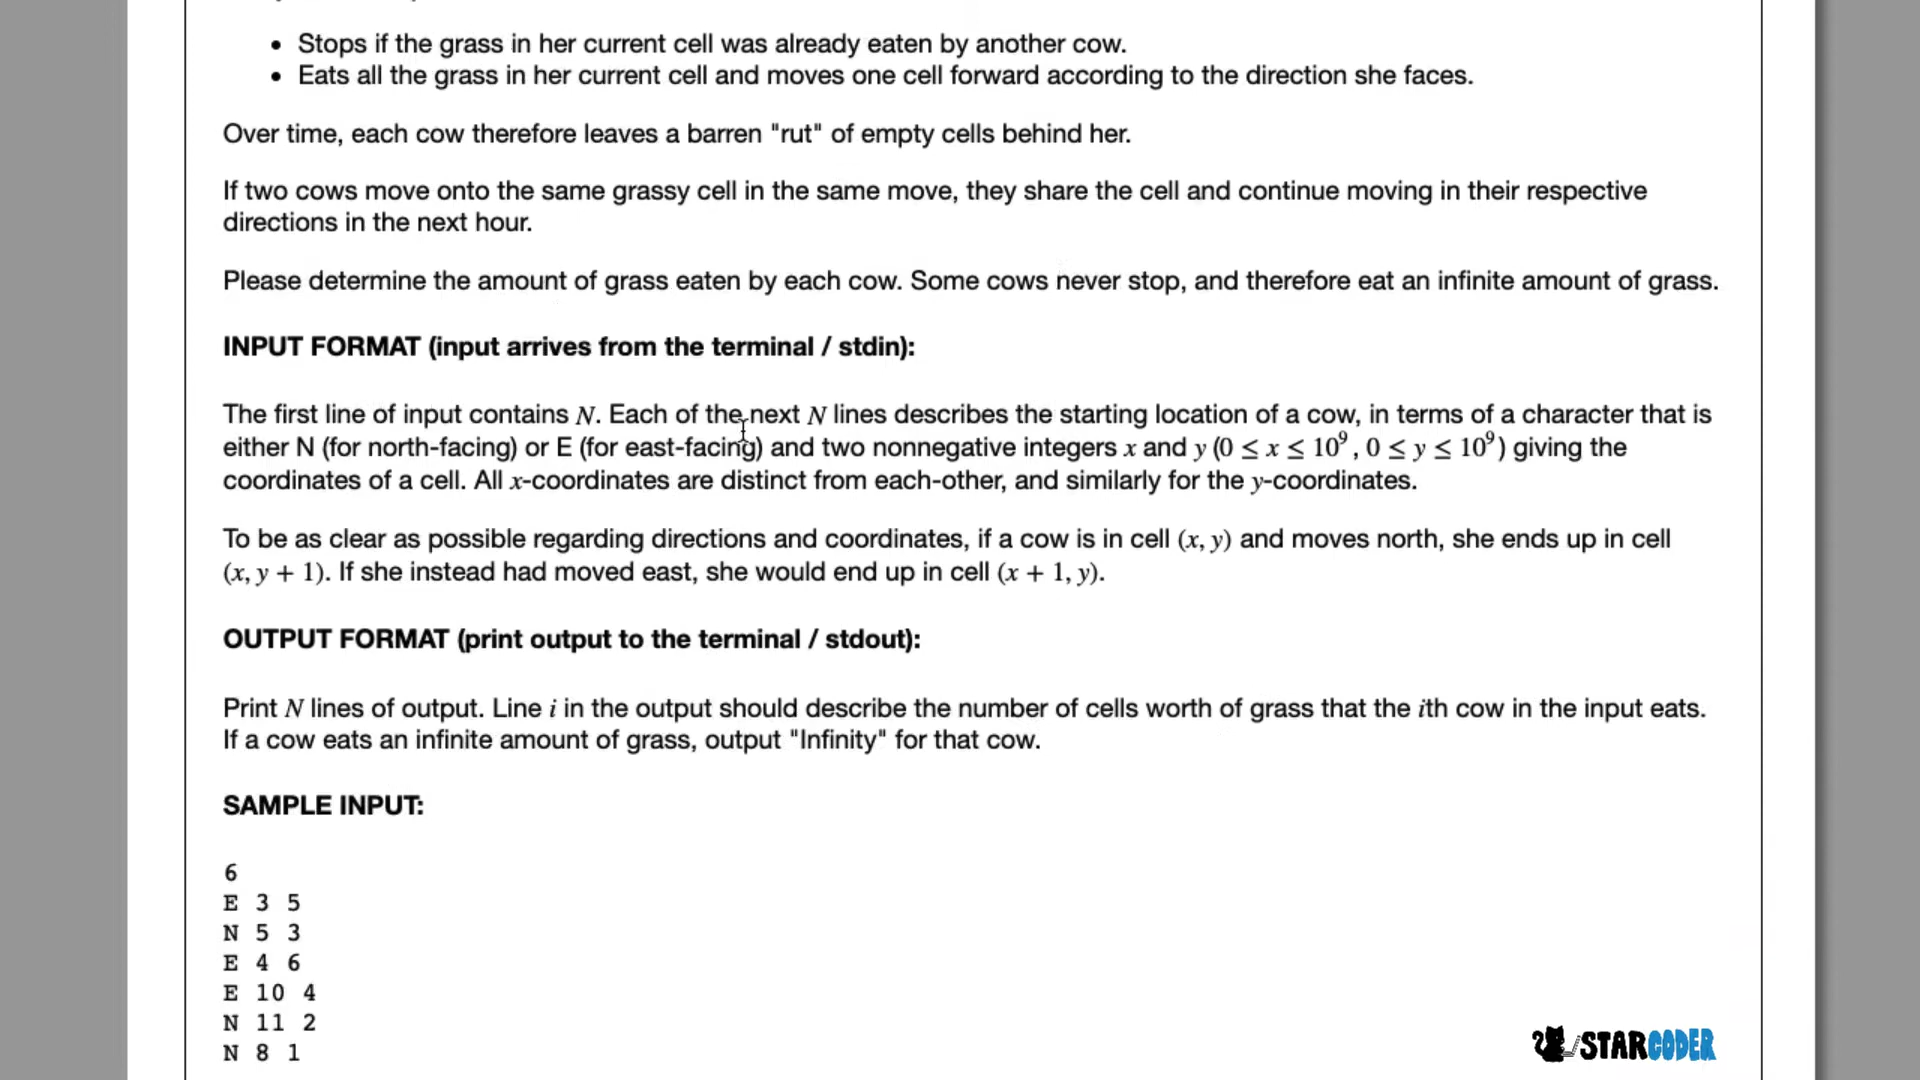 • Stops if the grass in her current cell was already eaten by another cow.
• Eats all the grass in her current cell and moves one cell forward according to the direction she faces.
Over time, each cow therefore leaves a barren "rut" of empty cells behind her.
If two cows move onto the same grassy cell in the same move, they share the cell and continue moving in their respective
directions in the next hour.
Please determine the amount of grass eaten by each cow. Some cows never stop, and therefore eat an infinite amount of grass.
INPUT FORMAT (input arrives from the terminal / stdin):
The first line of input contains N. Each of the next N lines describes the starting location of a cow, in terms of a character that is
either N (for north-facing) or E (for east-facing) and two nonnegative integers x and y (0 ≤ x ≤ 10⁹, 0 ≤ y ≤ 10⁹) giving the
coordinates of a cell. All x-coordinates are distinct from each-other, and similarly for the y-coordinates.
To be as clear as possible regarding directions and coordinates, if a cow is in cell (x, y) and moves north, she ends up in cell
(x, y + 1). If she instead had moved east, she would end up in cell (x + 1, y).
OUTPUT FORMAT (print output to the terminal / stdout):
Print N lines of output. Line i in the output should describe the number of cells worth of grass that the ith cow in the input eats.
If a cow eats an infinite amount of grass, output "Infinity" for that cow.
SAMPLE INPUT:
6
E 3 5
N 5 3
E 4 6
E 10 4
N 11 2
N 8 1
STARCODER